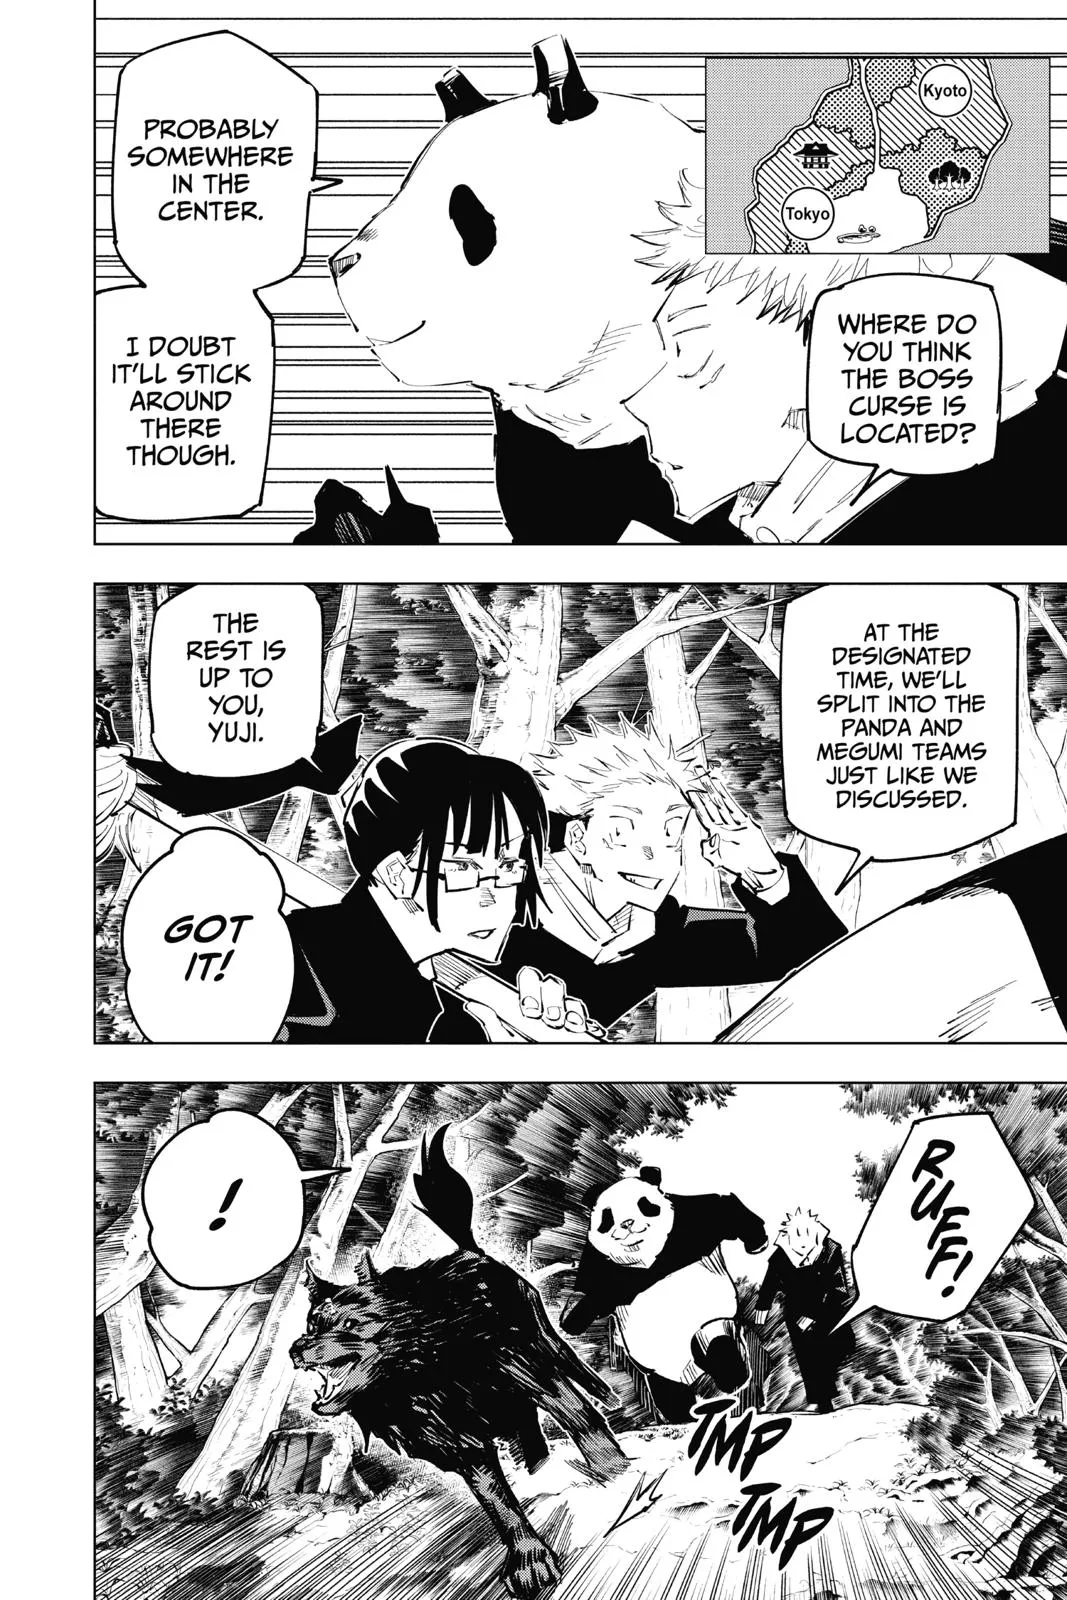 Kyoto
Tokyo
WHERE DO
YOU THINK
THE BOSS
CURSE IS
LOCATED?
PROBABLY
SOMEWHERE
IN THE
CENTER.
I DOUBT
IT'LL STICK
AROUND
THERE
THOUGH.
AT THE
DESIGNATED
TIME, WE'LL
SPLIT INTO THE
PANDA AND
MEGUMI TEAMS
JUST LIKE WE
DISCUSSED.
THE
REST IS
UP TO
YOU,
YUJI.
GOT
IT!
RUFF!
!
TMP
TMP